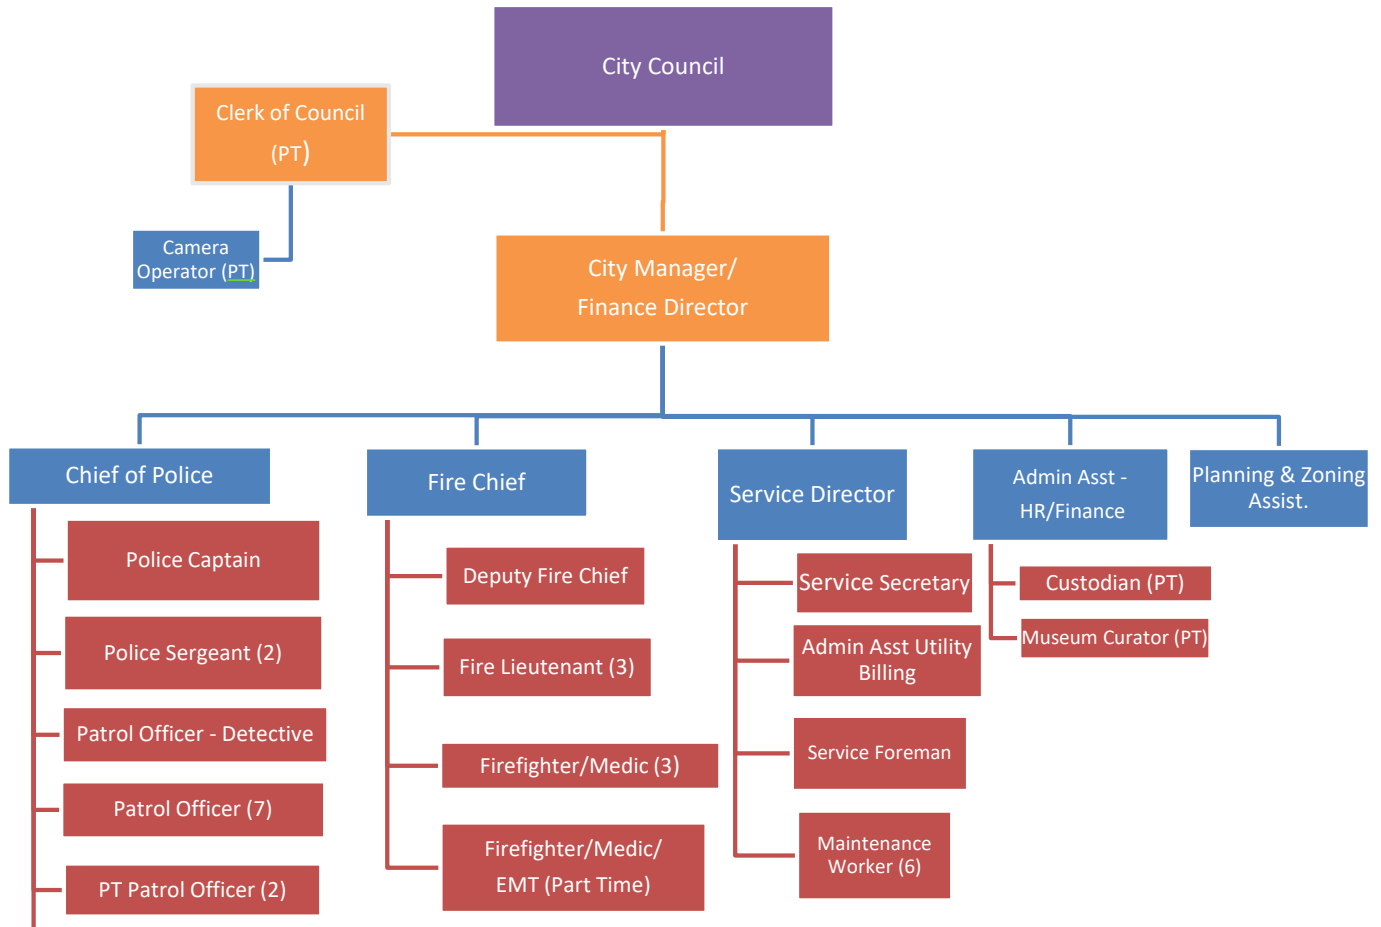 City Council
Clerk of Council
(PT)
Camera
Operator (PT)
City Manager/
Finance Director
Chief of Police
Police Captain
Police Sergeant (2)
Patrol Officer - Detective
Patrol Officer (7)
PT Patrol Officer (2)
Fire Chief
Deputy Fire Chief
Fire Lieutenant (3)
Firefighter/Medic (3)
Firefighter/Medic/
EMT (Part Time)
Service Director
Service Secretary
Admin Asst Utility
Billing
Service Foreman
Maintenance
Worker (6)
Admin Asst -
HR/Finance
Custodian (PT)
Museum Curator (PT)
Planning & Zoning
Assist.